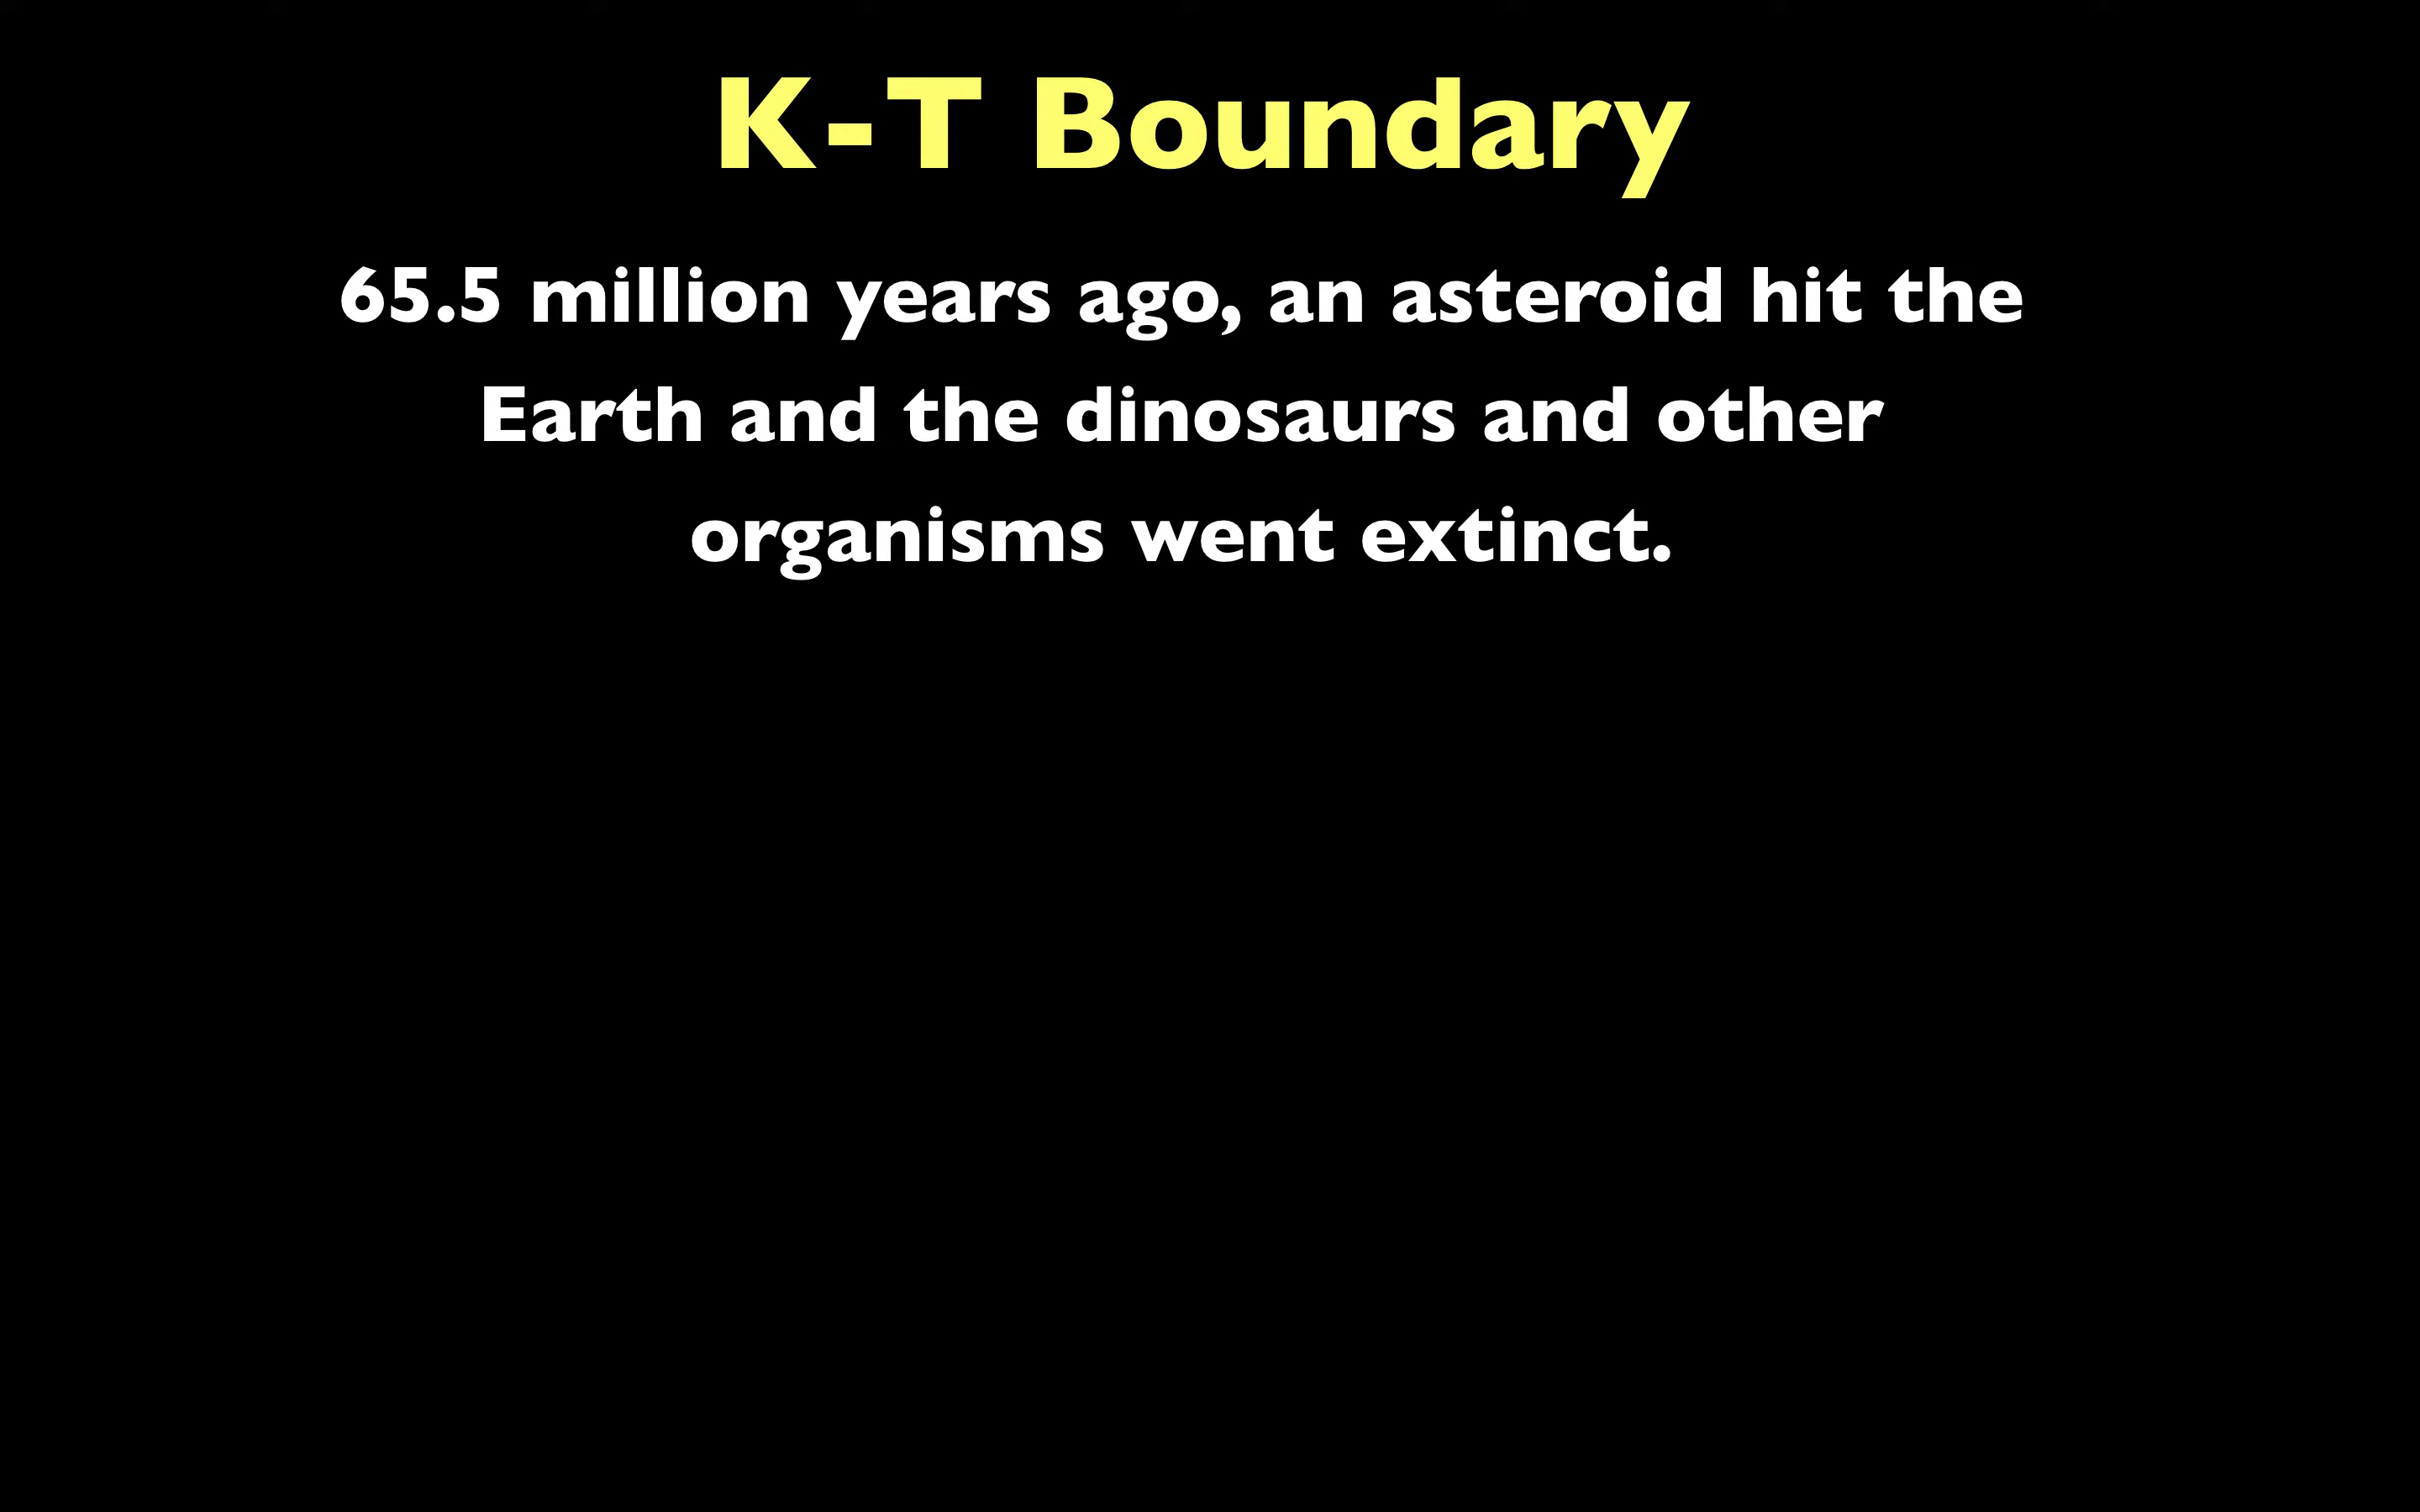 K-T Boundary
65.5 million years ago, an asteroid hit the
Earth and the dinosaurs and other
organisms went extinct.